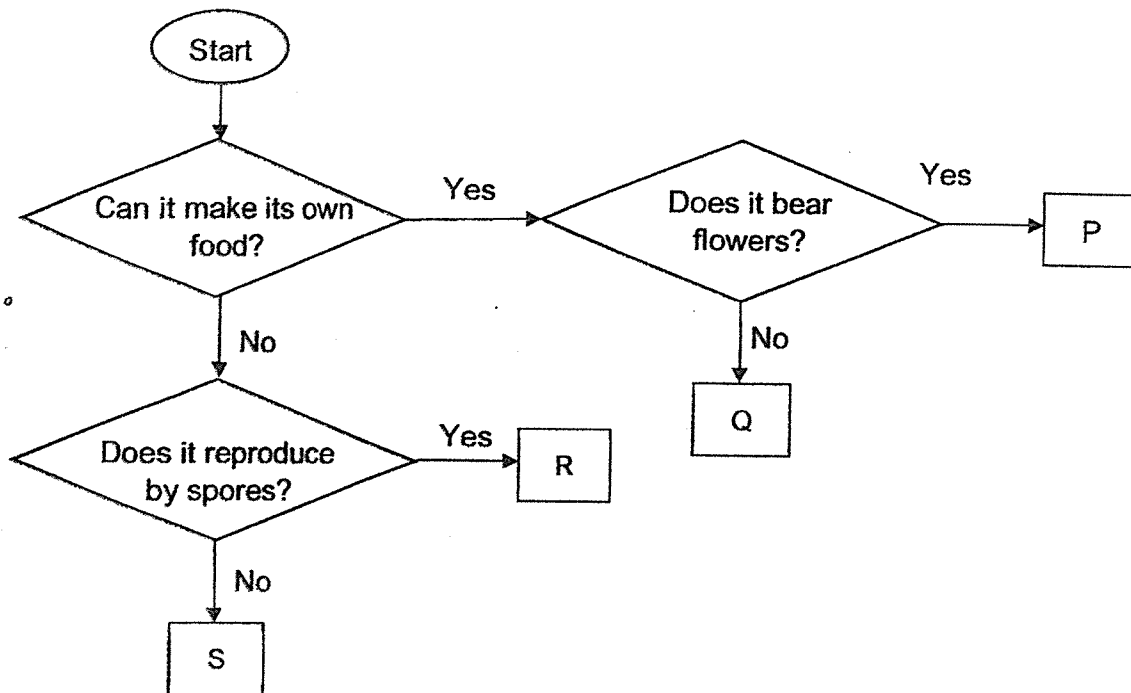 Start
Can it make its own
food?
Yes
Does it bear
flowers?
Yes
P
No
Q
No
Does it reproduce
by spores?
Yes
R
No
S